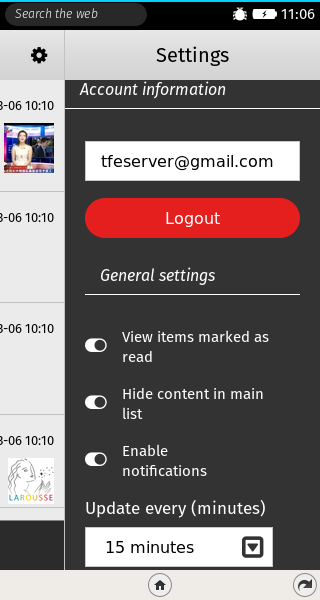 Search the web
11:06
Settings
Account information
3-06 10:10
tfeserver@gmail.com
3-06 10:10
Logout
General settings
3-06 10:10
View items marked as
read
Hide content in main
list
3-06 10:10
Enable
notifications
LAROUSSE
Update every (minutes)
15 minutes